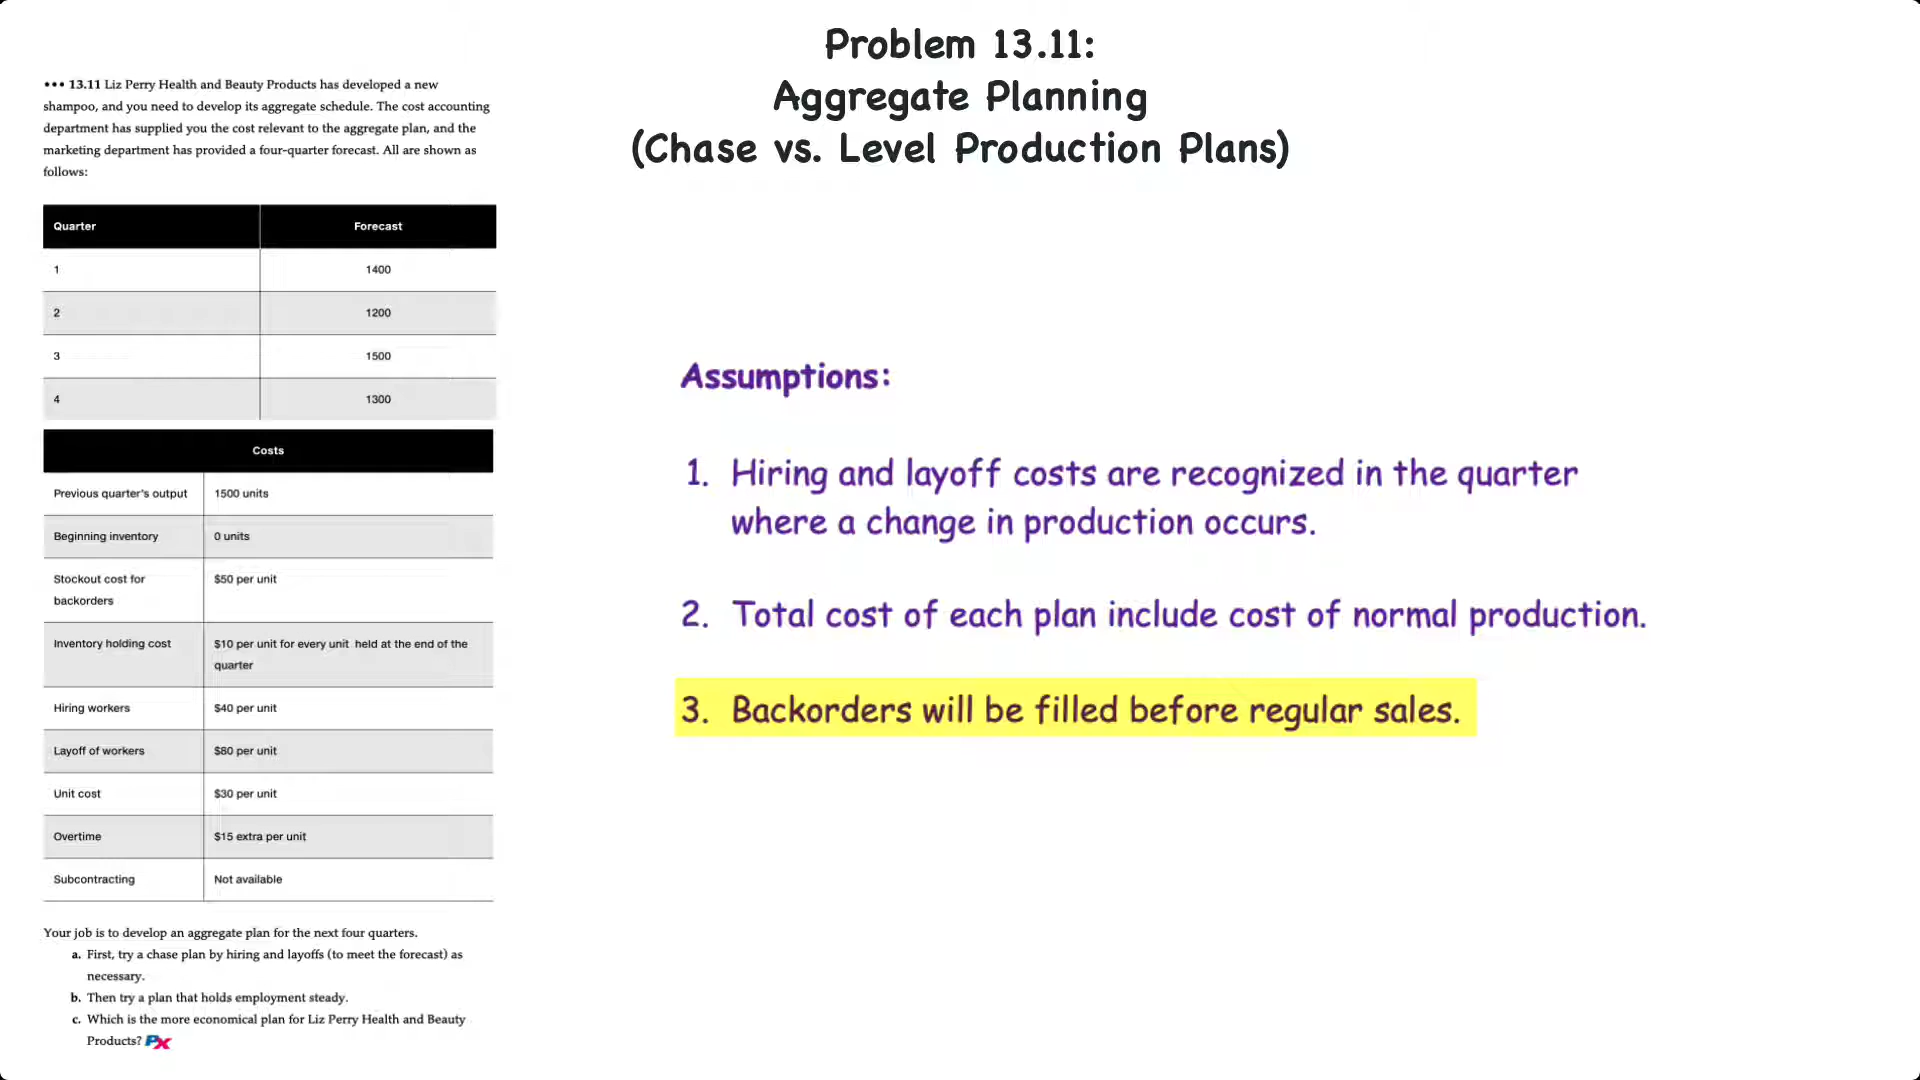 Problem 13.11:
Aggregate Planning
(Chase vs. Level Production Plans)
••• 13.11 Liz Perry Health and Beauty Products has developed a new
shampoo, and you need to develop its aggregate schedule. The cost accounting
department has supplied you the cost relevant to the aggregate plan, and the
marketing department has provided a four-quarter forecast. All are shown as
follows:
Quarter Forecast
1 1400
2 1200
3 1500
4 1300
Costs
Previous quarter's output 1500 units
Beginning inventory 0 units
Stockout cost for $50 per unit
backorders
Inventory holding cost $10 per unit for every unit held at the end of the
quarter
Hiring workers $40 per unit
Layoff of workers $80 per unit
Unit cost $30 per unit
Overtime $15 extra per unit
Subcontracting Not available
Your job is to develop an aggregate plan for the next four quarters.
a. First, try a chase plan by hiring and layoffs (to meet the forecast) as
necessary.
b. Then try a plan that holds employment steady.
c. Which is the more economical plan for Liz Perry Health and Beauty
Products? PX
Assumptions:
1. Hiring and layoff costs are recognized in the quarter
where a change in production occurs.
2. Total cost of each plan include cost of normal production.
3. Backorders will be filled before regular sales.